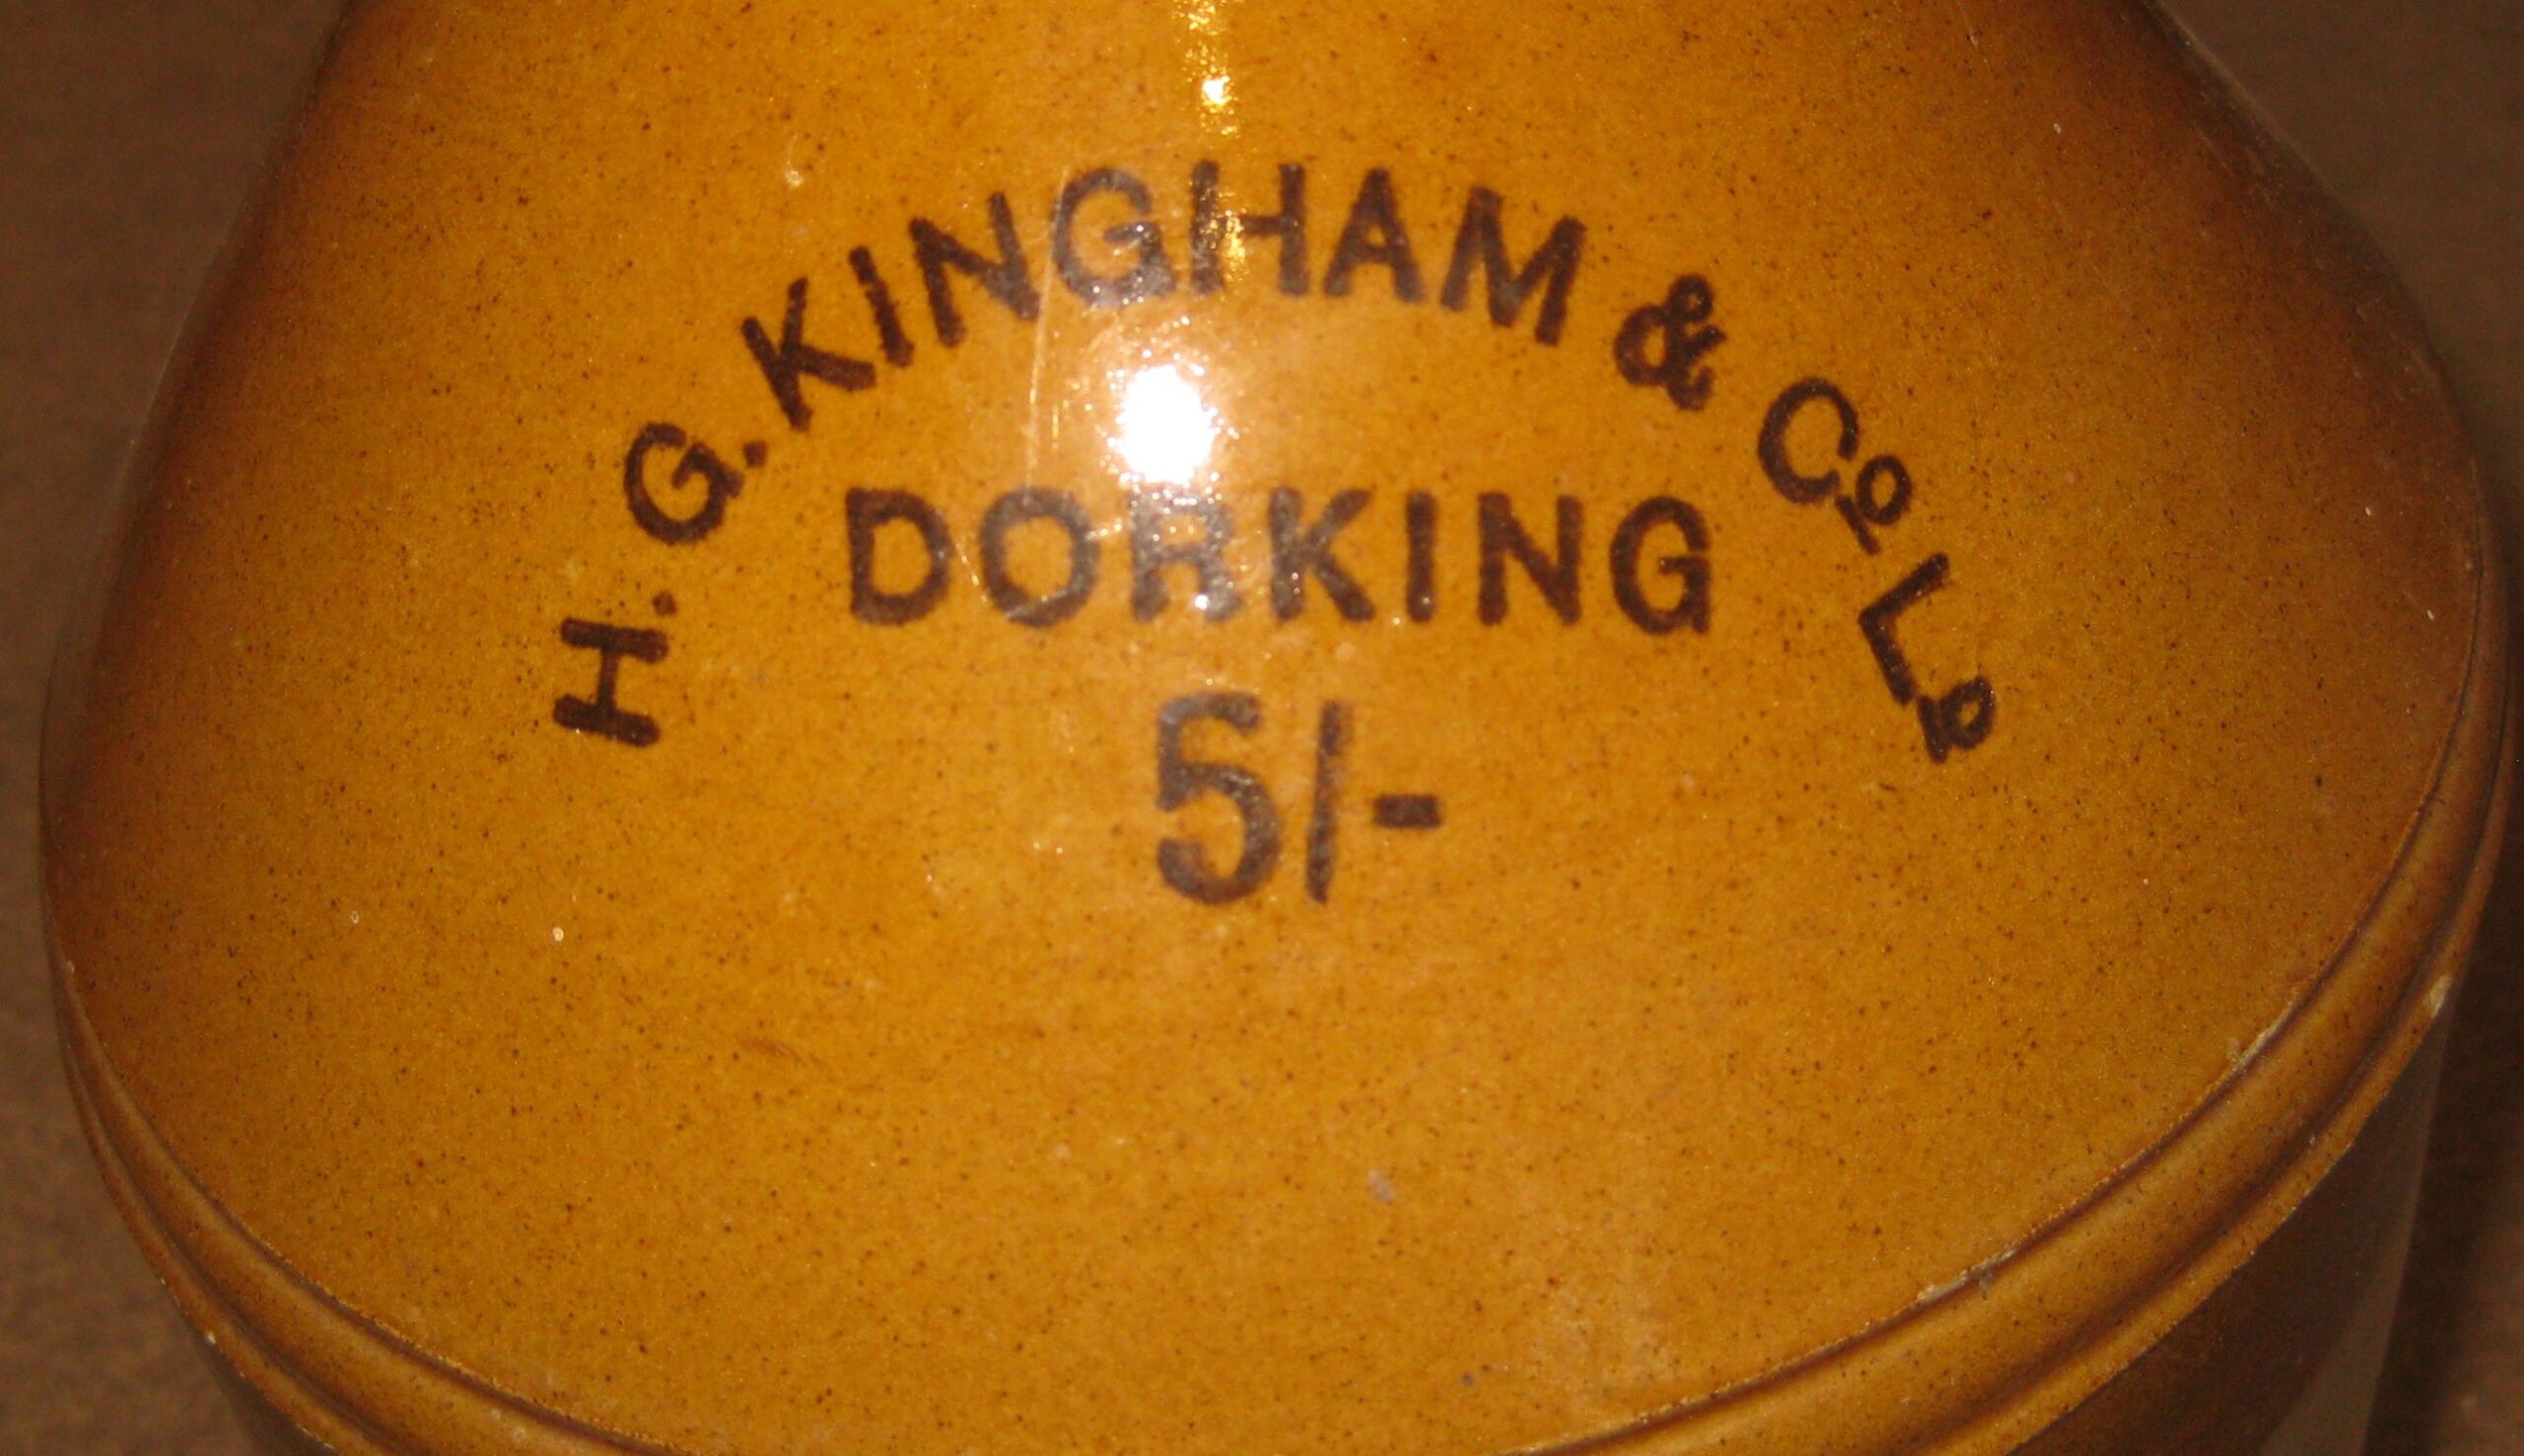 H. G. KINGHAM & Co. Ld.
DORKING
5/-